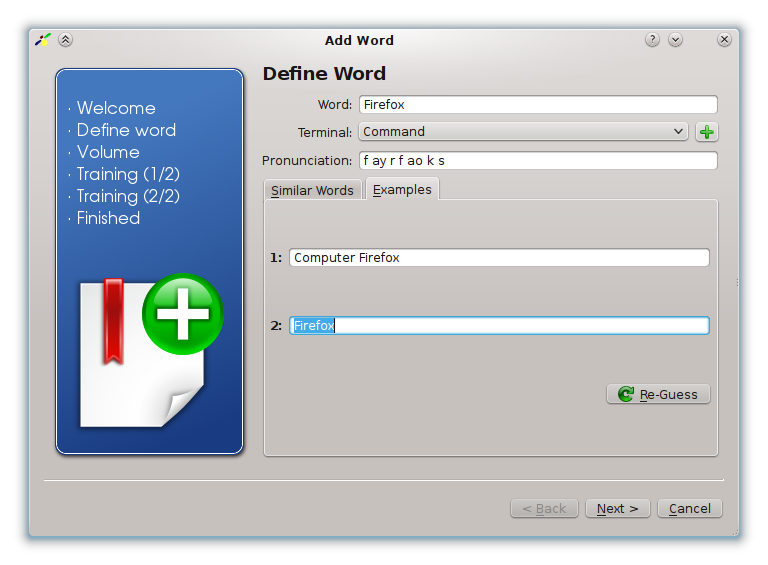 Add Word
· Welcome
· Define word
· Volume
· Training (1/2)
· Training (2/2)
· Finished
Define Word
Word: Firefox
Terminal: Command
Pronunciation: f ay r f ao k s
Similar Words Examples
1: Computer Firefox
2: Firefox
Re-Guess
< Back Next > Cancel